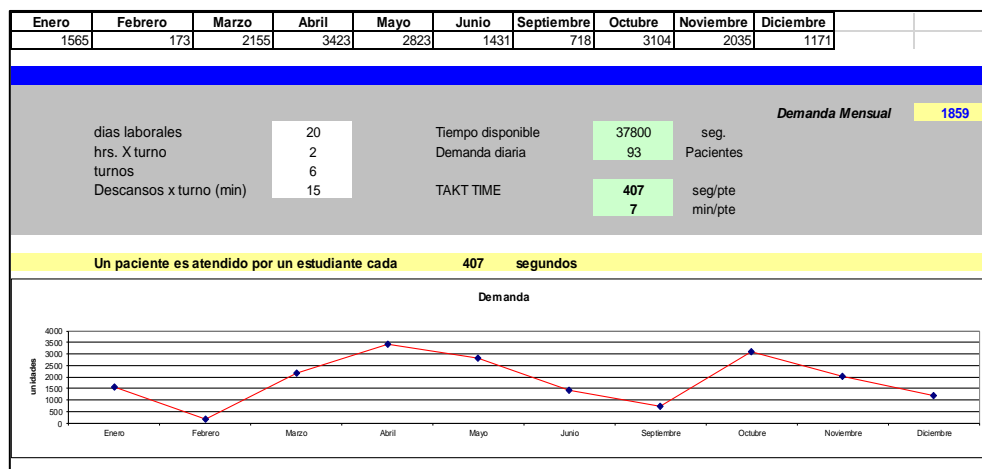 Enero Febrero Marzo Abril Mayo Junio Septiembre Octubre Noviembre Diciembre
1565 173 2155 3423 2823 1431 718 3104 2035 1171
Demanda Mensual 1859
dias laborales 20 Tiempo disponible 37800 seg.
hrs. X turno 2 Demanda diaria 93 Pacientes
turnos 6
Descansos x turno (min) 15 TAKT TIME 407 seg/pte
7 min/pte
Un paciente es atendido por un estudiante cada 407 segundos
Demanda
unidades
4000
3500
3000
2500
2000
1500
1000
500
0
Enero Febrero Marzo Abril Mayo Junio Septiembre Octubre Noviembre Diciembre